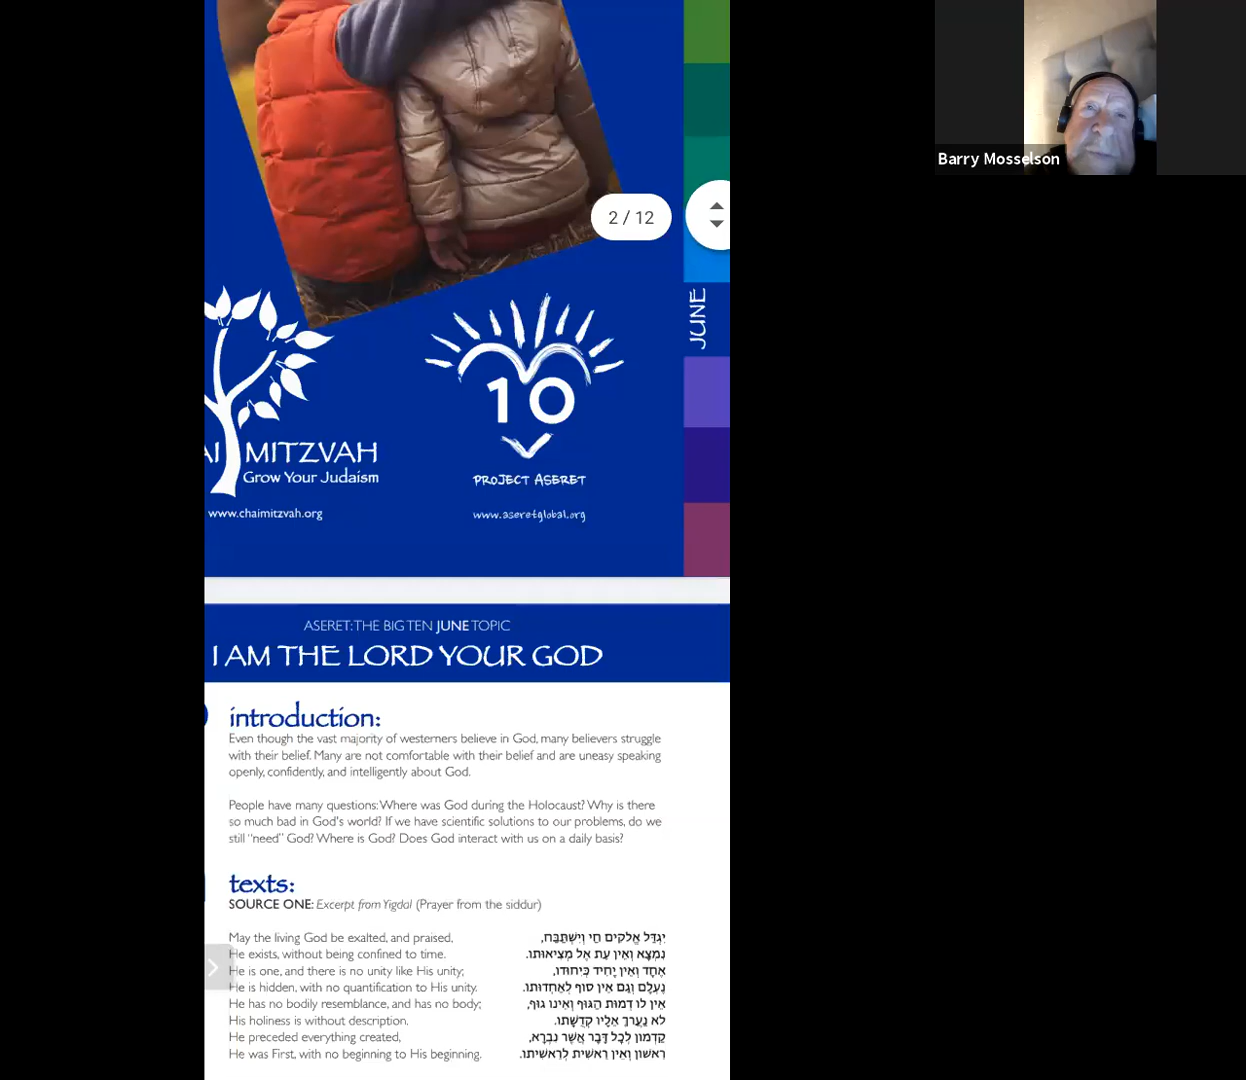 Barry Mosselson
2 / 12
JUNE
MITZVAH
Grow Your Judaism
www.chaimitzvah.org
10
PROJECT ASERET
www.aseretglobal.org
ASERET: THE BIG TEN JUNE TOPIC
I AM THE LORD YOUR GOD
introduction:
Even though the vast majority of westerners believe in God, many believers struggle
with their belief. Many are not comfortable with their belief and are uneasy speaking
openly, confidently, and intelligently about God.
People have many questions: Where was God during the Holocaust? Why is there
so much bad in God's world? If we have scientific solutions to our problems, do we
still "need" God? Where is God? Does God interact with us on a daily basis?
texts:
SOURCE ONE: Excerpt from Yigdal (Prayer from the siddur)
May the living God be exalted, and praised,
He exists, without being confined to time.
He is one, and there is no unity like His unity;
He is hidden, with no quantification to His unity.
He has no bodily resemblance, and has no body;
His holiness is without description.
He preceded everything created,
He was First, with no beginning to His beginning.
יִגְדַּל אֱלֹקִים חַי וְיִשְׁתַּבַּח,
נִמְצָא וְאֵין עֵת אֶל מְצִיאוּתוֹ.
אֶחָד וְאֵין יָחִיד כְּיִחוּדוֹ,
נֶעְלָם וְגַם אֵין סוֹף לְאַחְדוּתוֹ.
אֵין לוֹ דְמוּת הַגּוּף וְאֵינוֹ גוּף,
לֹא נַעֲרֹךְ אֵלָיו קְדֻשָּׁתוֹ.
קַדְמוֹן לְכָל דָּבָר אֲשֶׁר נִבְרָא,
רִאשׁוֹן וְאֵין רֵאשִׁית לְרֵאשִׁיתוֹ.